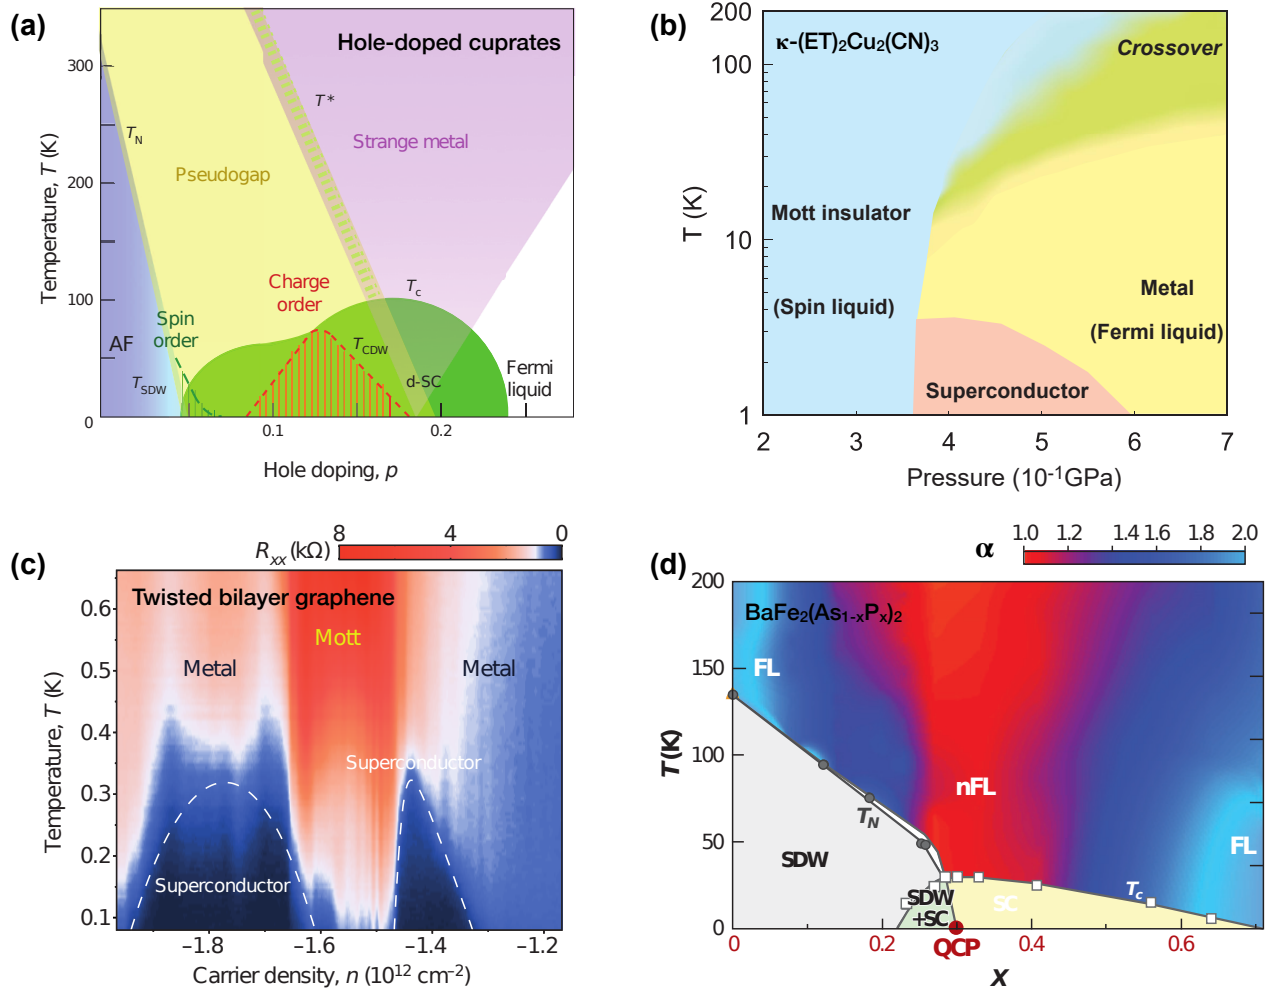 (a)
Hole-doped cuprates
300
200
100
0
Temperature, T (K)
T_N
T*
Strange metal
Pseudogap
Charge
order
T_c
Spin
order
AF
T_CDW
T_SDW
d-SC
Fermi
liquid
0.1
0.2
Hole doping, p
(b)
κ-(ET)₂Cu₂(CN)₃
Crossover
200
100
10
1
T (K)
Mott insulator
(Spin liquid)
Metal
(Fermi liquid)
Superconductor
2
3
4
5
6
7
Pressure (10⁻¹GPa)
(c)
R_xx (kΩ)
8
4
0
Twisted bilayer graphene
Mott
Metal
Metal
0.6
0.5
0.4
0.3
0.2
0.1
Temperature, T (K)
Superconductor
Superconductor
−1.8
−1.6
−1.4
−1.2
Carrier density, n (10¹² cm⁻²)
(d)
α
1.0
1.2
1.4
1.6
2.0
BaFe₂(As₁₋ₓPₓ)₂
200
150
100
50
0
T(K)
FL
nFL
T_N
SDW
FL
SDW
+SC
SC
T_c
0
0.2
0.4
0.6
QCP
X